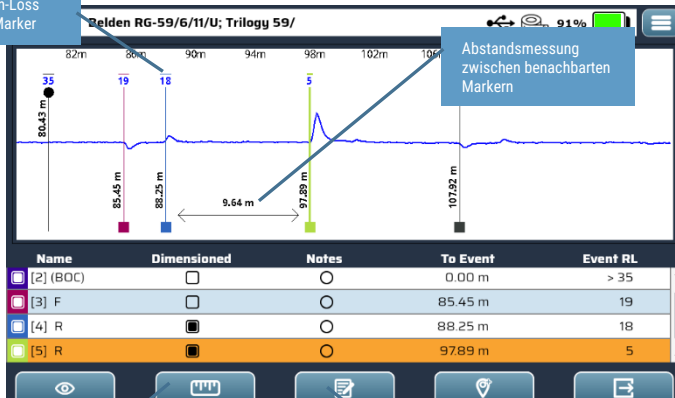 n-Loss
Marker
Belden RG-59/6/11/U; Trilogy 59/
91%
82m 86m 90m 94m 98m 102m 106
Abstandsmessung
zwischen benachbarten
Markern
35 19 18 5
80.43 m
85.45 m
88.25 m
9.64 m
97.89 m
107.92 m
Name Dimensioned Notes To Event Event RL
[2] (BOC) 0.00 m > 35
[3] F 85.45 m 19
[4] R 88.25 m 18
[5] R 97.89 m 5